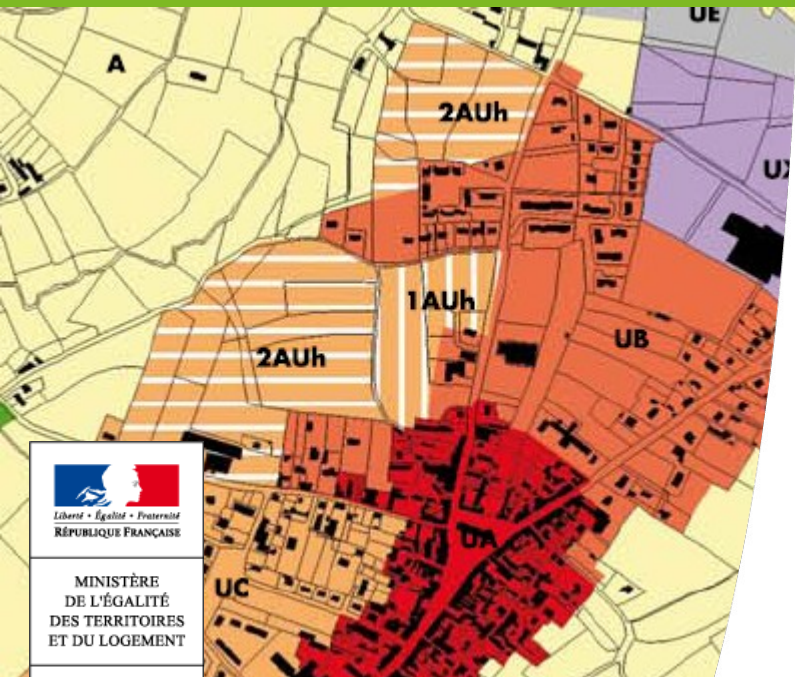 UE
A
2AUh
UX
1AUh
UB
2AUh
UA
UC
Liberté • Égalité • Fraternité
RÉPUBLIQUE FRANÇAISE
MINISTÈRE
DE L'ÉGALITÉ
DES TERRITOIRES
ET DU LOGEMENT